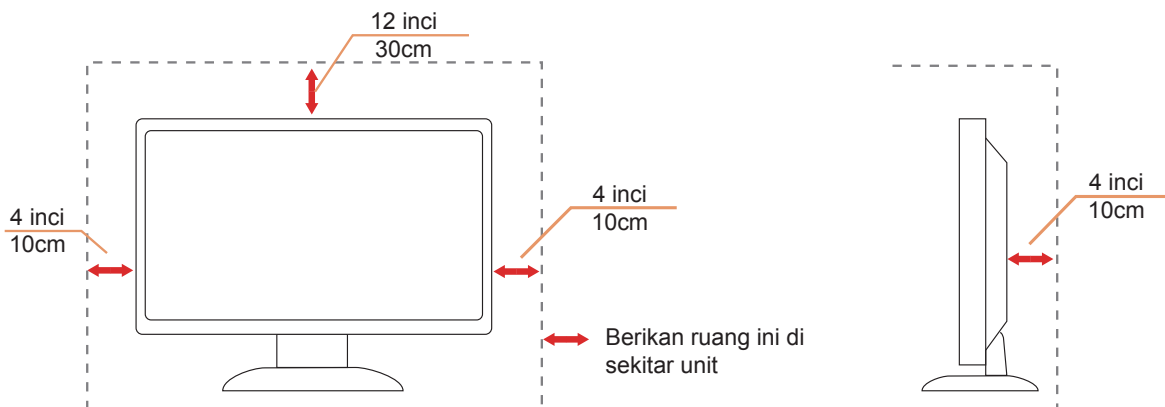 12 inci
30cm
4 inci
10cm
4 inci
10cm
4 inci
10cm
Berikan ruang ini di
sekitar unit